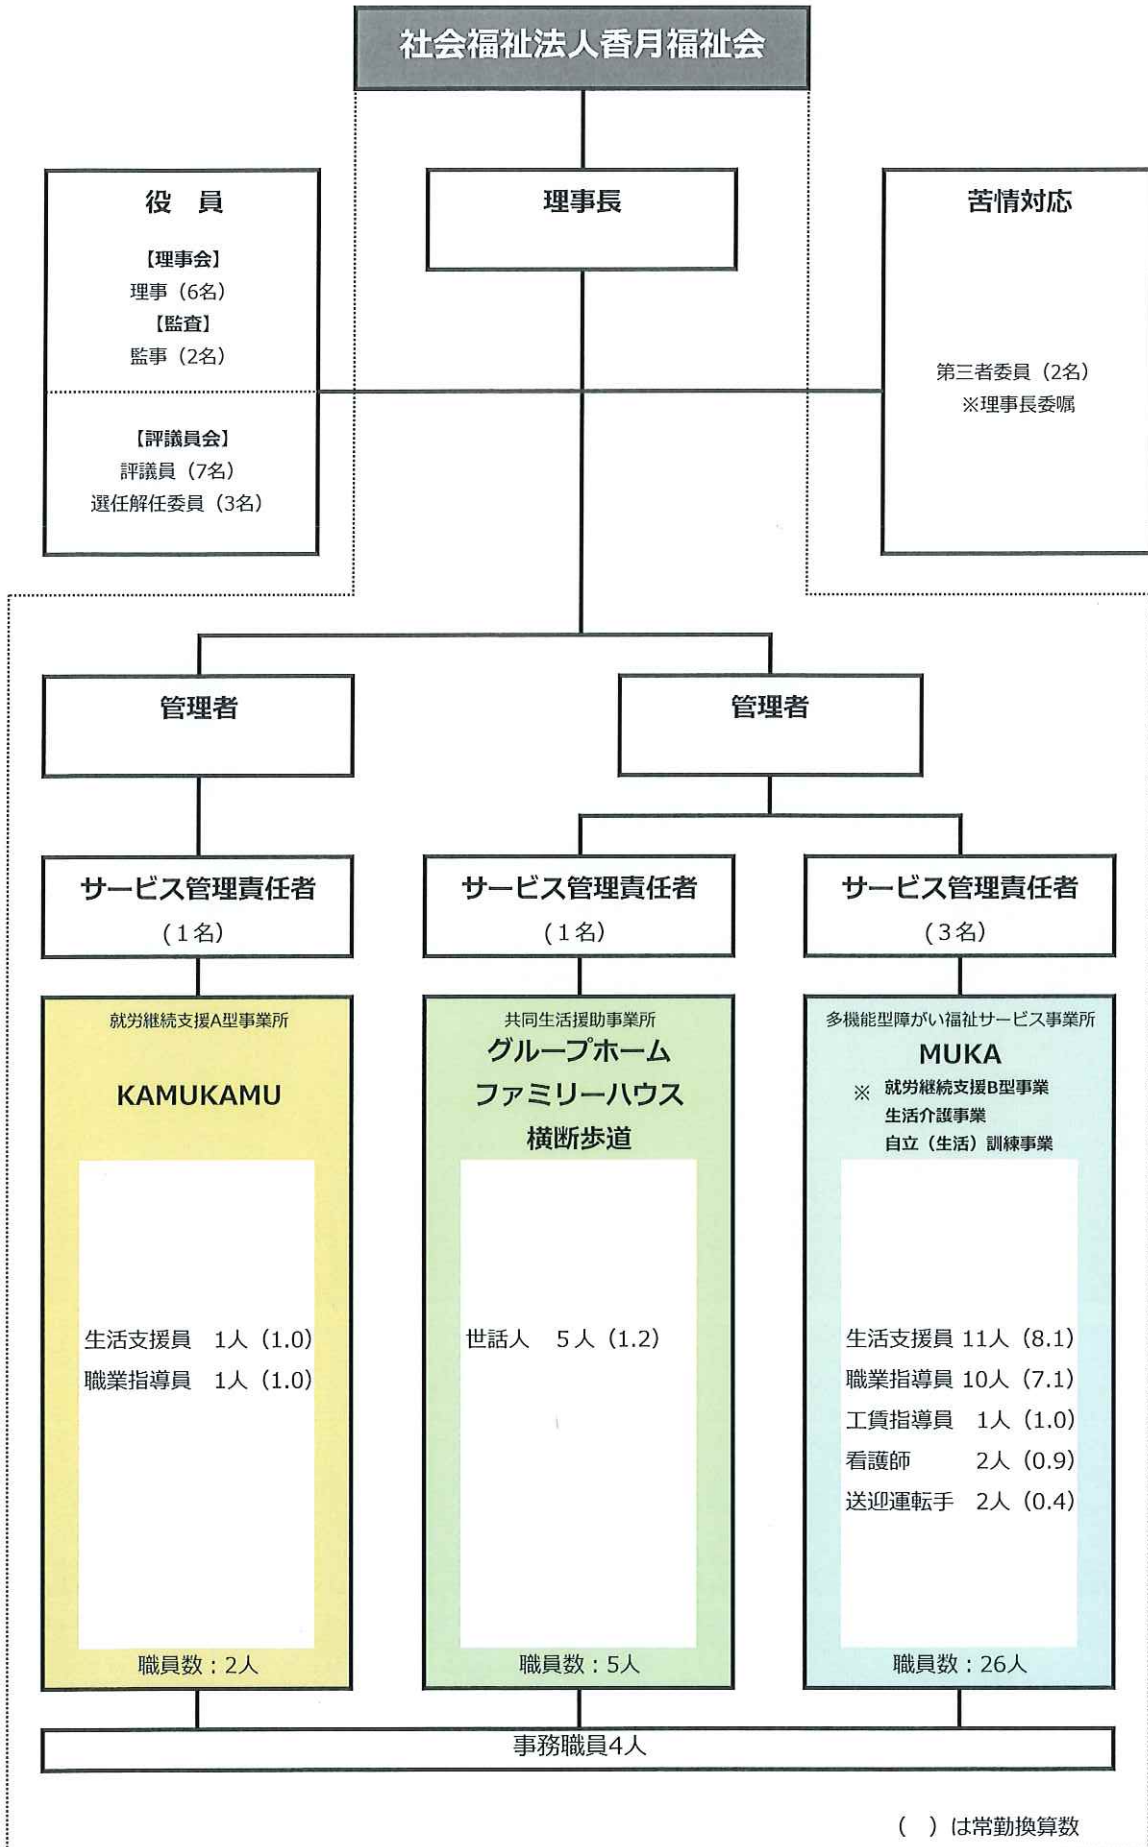 社会福祉法人香月福祉会
役　員
【理事会】
理事（6名）
【監査】
監事（2名）
【評議員会】
評議員（7名）
選任解任委員（3名）
理事長
苦情対応
第三者委員（2名）
※理事長委嘱
管理者
管理者
サービス管理責任者
(１名)
サービス管理責任者
(１名)
サービス管理責任者
(３名)
就労継続支援A型事業所
KAMUKAMU
生活支援員　1人（1.0）
職業指導員　1人（1.0）
職員数：2人
共同生活援助事業所
グループホーム
ファミリーハウス
横断歩道
世話人　５人（1.2）
職員数：5人
多機能型障がい福祉サービス事業所
MUKA
※ 就労継続支援B型事業
生活介護事業
自立（生活）訓練事業
生活支援員 11人（8.1）
職業指導員 10人（7.1）
工賃指導員　1人（1.0）
看護師　　　2人（0.9）
送迎運転手　2人（0.4）
職員数：26人
事務職員4人
（　）は常勤換算数